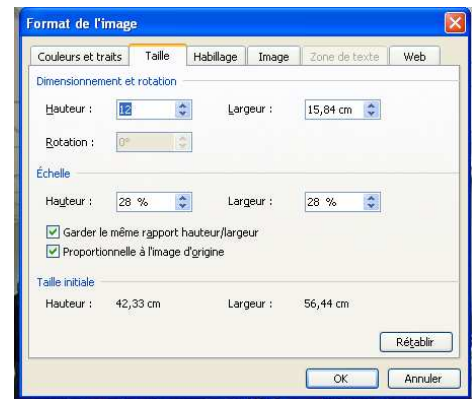 Format de l'image
Couleurs et traits Taille Habillage Image Zone de texte Web
Dimensionnement et rotation
Hauteur : 12 Largeur : 15,84 cm
Rotation : 0°
Échelle
Hauteur : 28 % Largeur : 28 %
Garder le même rapport hauteur/largeur
Proportionnelle à l'image d'origine
Taille initiale
Hauteur : 42,33 cm Largeur : 56,44 cm
Rétablir
OK Annuler